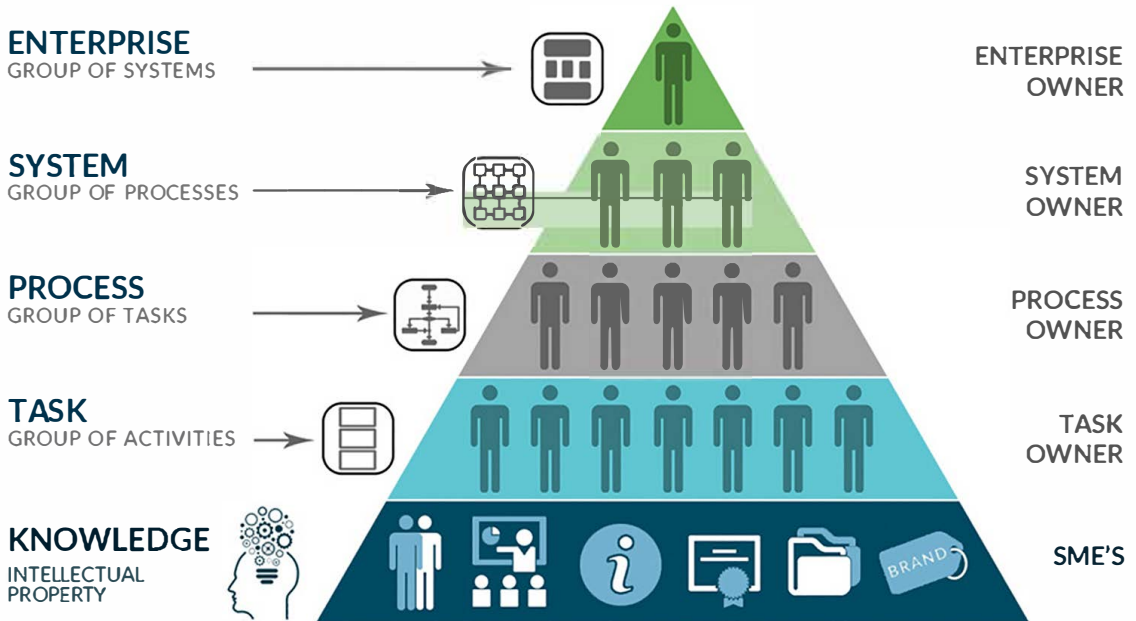 ENTERPRISE
GROUP OF SYSTEMS
ENTERPRISE
OWNER
SYSTEM
GROUP OF PROCESSES
SYSTEM
OWNER
PROCESS
GROUP OF TASKS
PROCESS
OWNER
TASK
GROUP OF ACTIVITIES
TASK
OWNER
KNOWLEDGE
INTELLECTUAL
PROPERTY
i
BRAND
SME'S